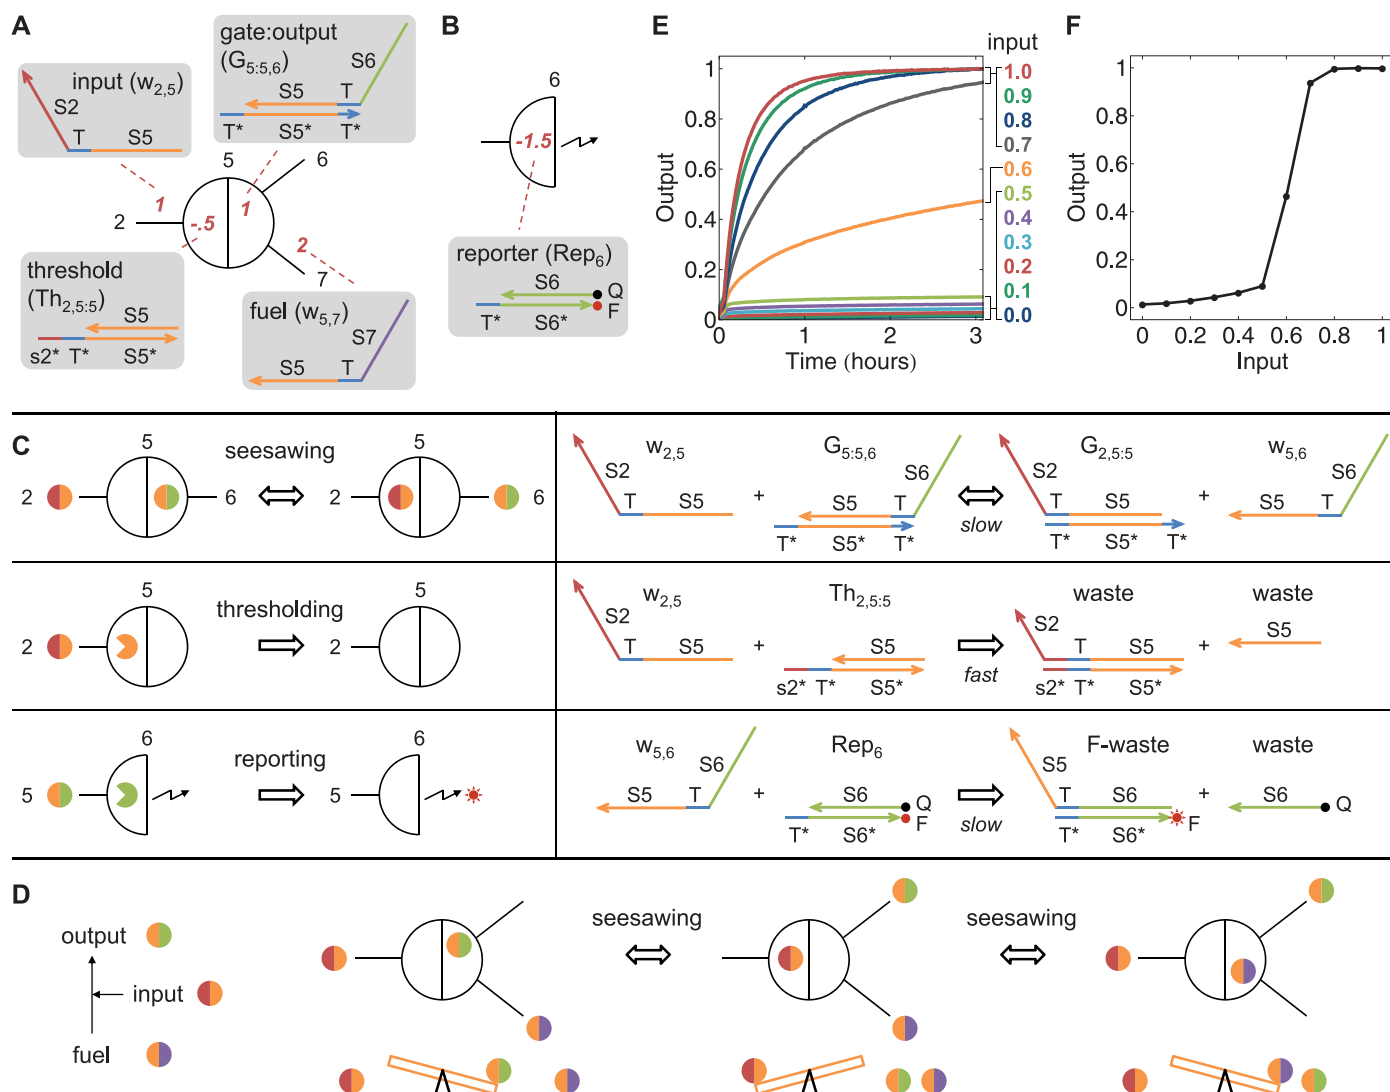 A
input (w2,5)
S2
T
S5
gate:output
(G5:5,6)
S6
S5
T
T*
S5*
T*
5
6
1
1
2
-.5
2
7
threshold
(Th2,5:5)
S5
s2*
T*
S5*
fuel (w5,7)
S7
S5
T
B
6
-1.5
reporter (Rep6)
S6
Q
F
T*
S6*
E
input
1
0.8
0.6
0.4
0.2
0
Output
0
1
2
3
Time (hours)
1.0
0.9
0.8
0.7
0.6
0.5
0.4
0.3
0.2
0.1
0.0
F
1
0.8
0.6
0.4
0.2
0
Output
0
0.2
0.4
0.6
0.8
1
Input
C
5
seesawing
5
2
6
2
6
w2,5
G5:5,6
G2,5:5
w5,6
S2
S6
S2
S6
T
S5
+
S5
T
T
S5
+
S5
T
slow
T*
S5*
T*
T*
S5*
T*
5
thresholding
5
2
2
w2,5
Th2,5:5
waste
waste
S2
S2
T
S5
+
S5
T
S5
+
S5
fast
s2*
T*
S5*
s2*
T*
S5*
6
reporting
6
5
5
w5,6
Rep6
F-waste
waste
S6
S5
S5
T
+
S6
Q
T
S6
+
S6
Q
F
slow
F
T*
S6*
T*
S6*
D
output
input
fuel
seesawing
seesawing